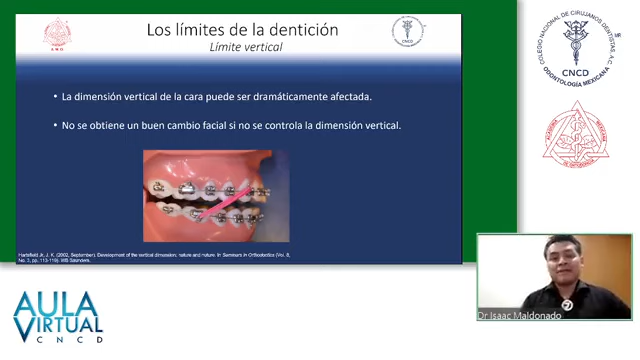 Los límites de la dentición
Límite vertical
CNCD
La dimensión vertical de la cara puede ser dramáticamente afectada.
No se obtiene un buen cambio facial si no se controla la dimensión vertical.
Hartsfield Jr, J. K. (2002, September). Development of the vertical dimension: nature and nurture. In Seminars in Orthodontics (Vol. 8,
No. 3, pp. 113-119). WB Saunders.
COLEGIO NACIONAL DE CIRUJANOS DENTISTAS, A.C.
MR
CNCD
ODONTOLOGÍA MEXICANA
Dr Isaac Maldonado
AULA
VIRTUAL
CNCD